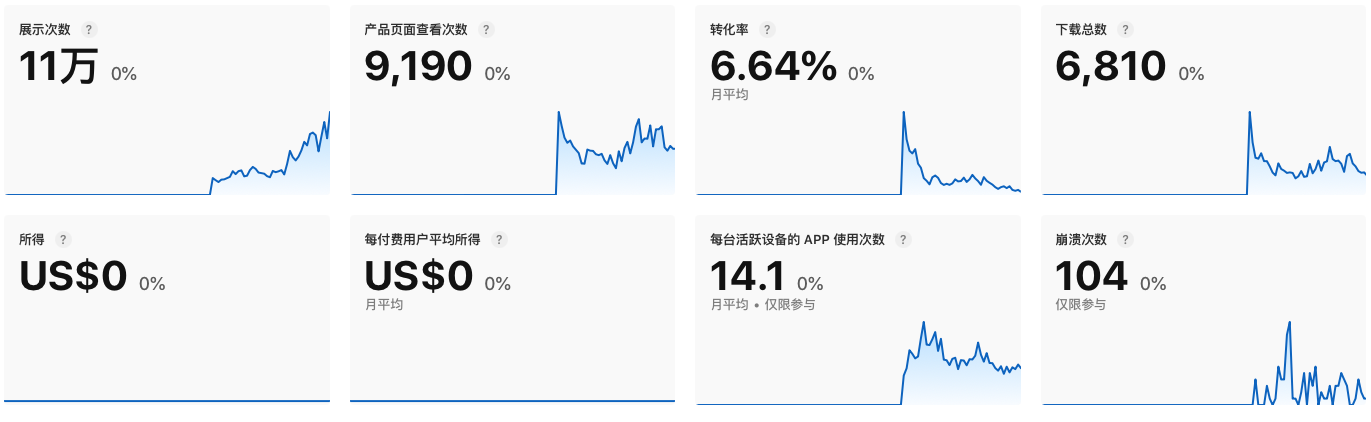 展示次数 ?
11万 0%
产品页面查看次数 ?
9,190 0%
转化率 ?
6.64% 0%
月平均
下载总数 ?
6,810 0%
所得 ?
US$0 0%
每付费用户平均所得 ?
US$0 0%
月平均
每台活跃设备的 APP 使用次数 ?
14.1 0%
月平均 • 仅限参与
崩溃次数 ?
104 0%
仅限参与